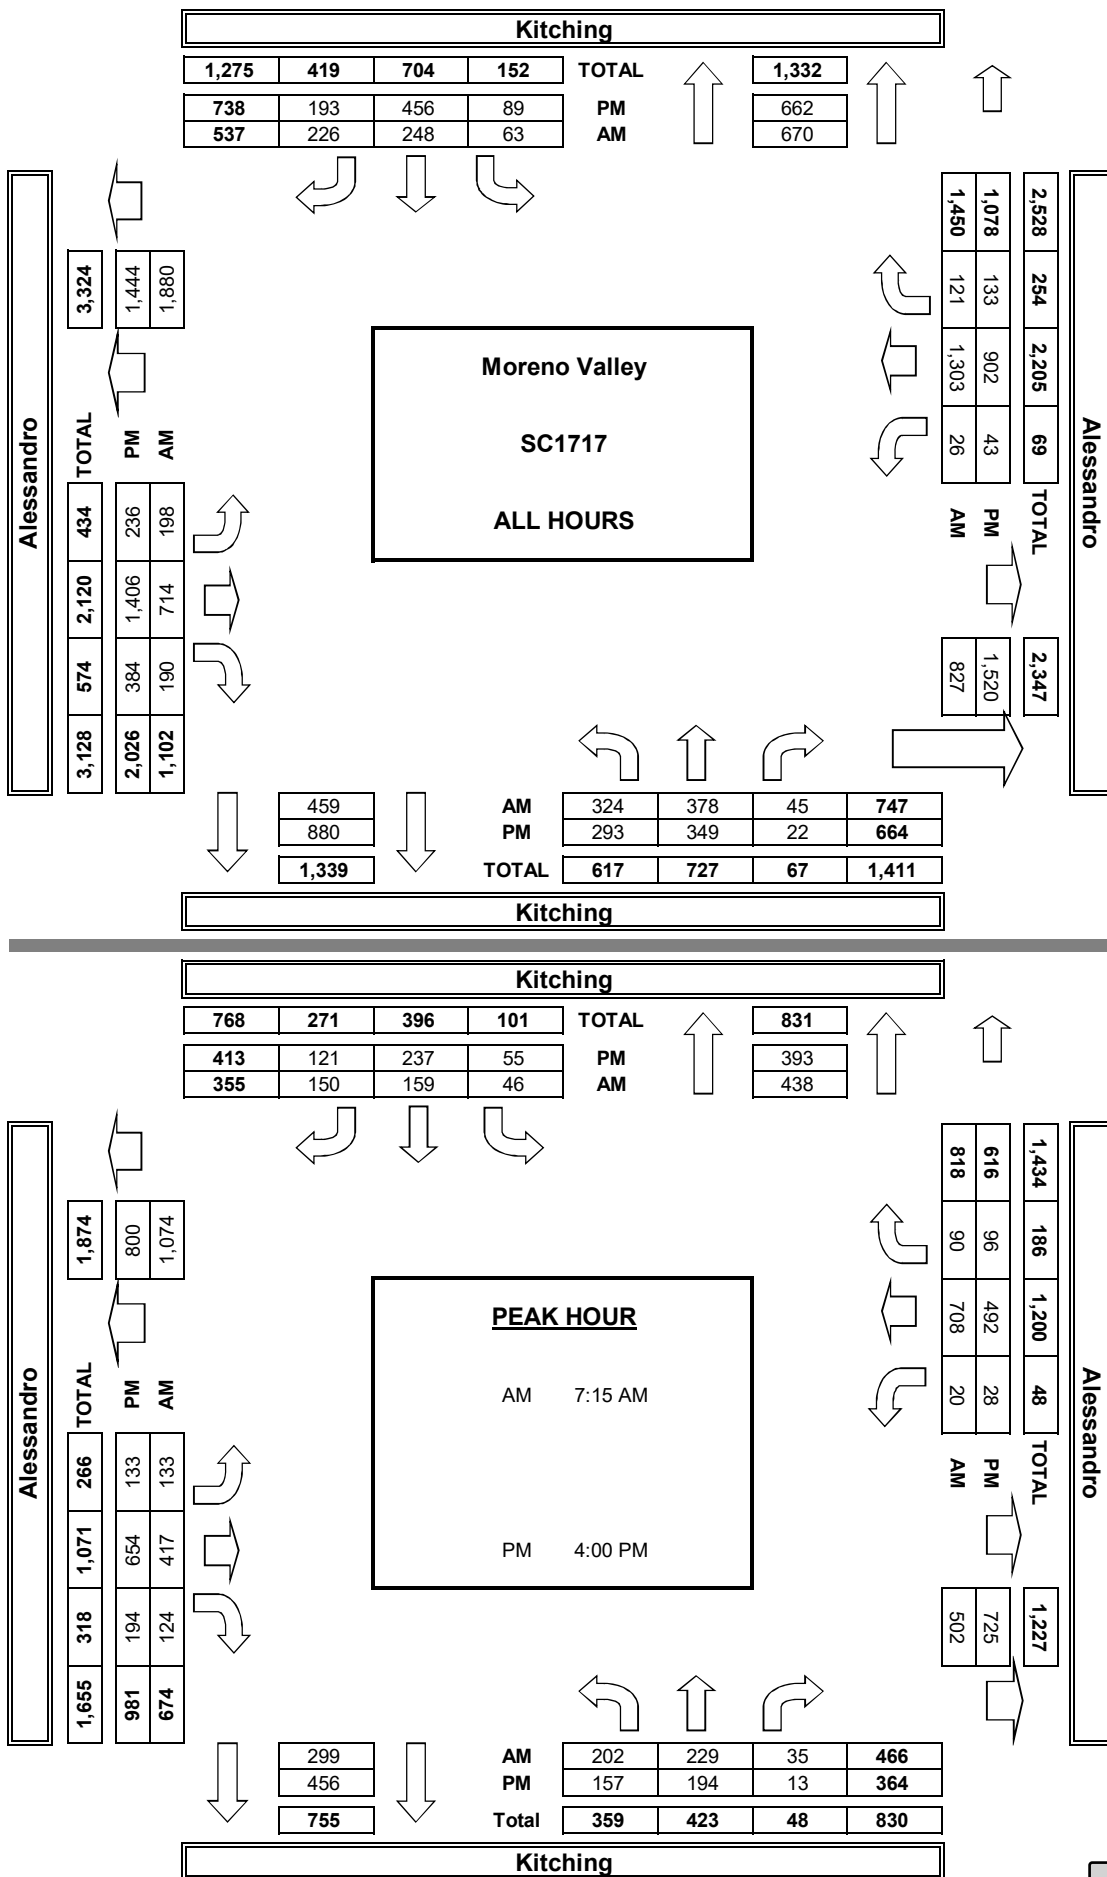 Kitching
1,275 419 704 152 TOTAL 1,332
738 193 456 89 PM 662
537 226 248 63 AM 670
Alessandro
3,324
1,444
1,880
TOTAL 434 2,120 574 3,128
PM 236 1,406 384 2,026
AM 198 714 190 1,102
Moreno Valley
SC1717
ALL HOURS
2,528 254 2,205 69 TOTAL 2,347
1,078 133 902 43 PM 1,520
1,450 121 1,303 26 AM 827
Alessandro
459 AM 324 378 45 747
880 PM 293 349 22 664
1,339 TOTAL 617 727 67 1,411
Kitching
Kitching
768 271 396 101 TOTAL 831
413 121 237 55 PM 393
355 150 159 46 AM 438
Alessandro
1,874
800
1,074
TOTAL 266 1,071 318 1,655
PM 133 654 194 981
AM 133 417 124 674
PEAK HOUR
AM 7:15 AM
PM 4:00 PM
1,434 186 1,200 48 TOTAL 1,227
616 96 492 28 PM 725
818 90 708 20 AM 502
Alessandro
299 AM 202 229 35 466
456 PM 157 194 13 364
755 Total 359 423 48 830
Kitching